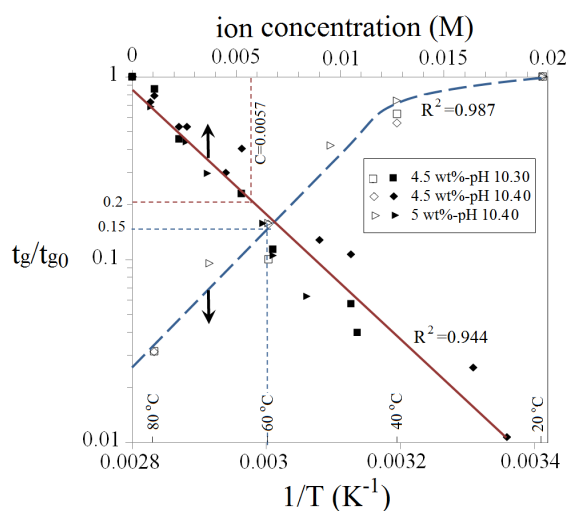 ion concentration (M)
0 0.005 0.01 0.015 0.02
1
R²=0.987
C=0.0057
4.5 wt%-pH 10.30
4.5 wt%-pH 10.40
5 wt%-pH 10.40
0.2
0.15
tg/tg0
0.1
R²=0.944
80 °C
60 °C
40 °C
20 °C
0.01
0.0028 0.003 0.0032 0.0034
1/T (K⁻¹)